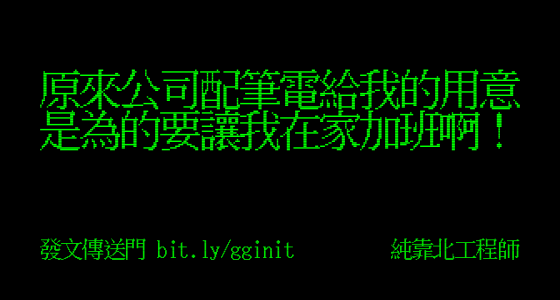 原來公司配筆電給我的用意
是為的要讓我在家加班啊！
發文傳送門 bit.ly/gginit
純靠北工程師